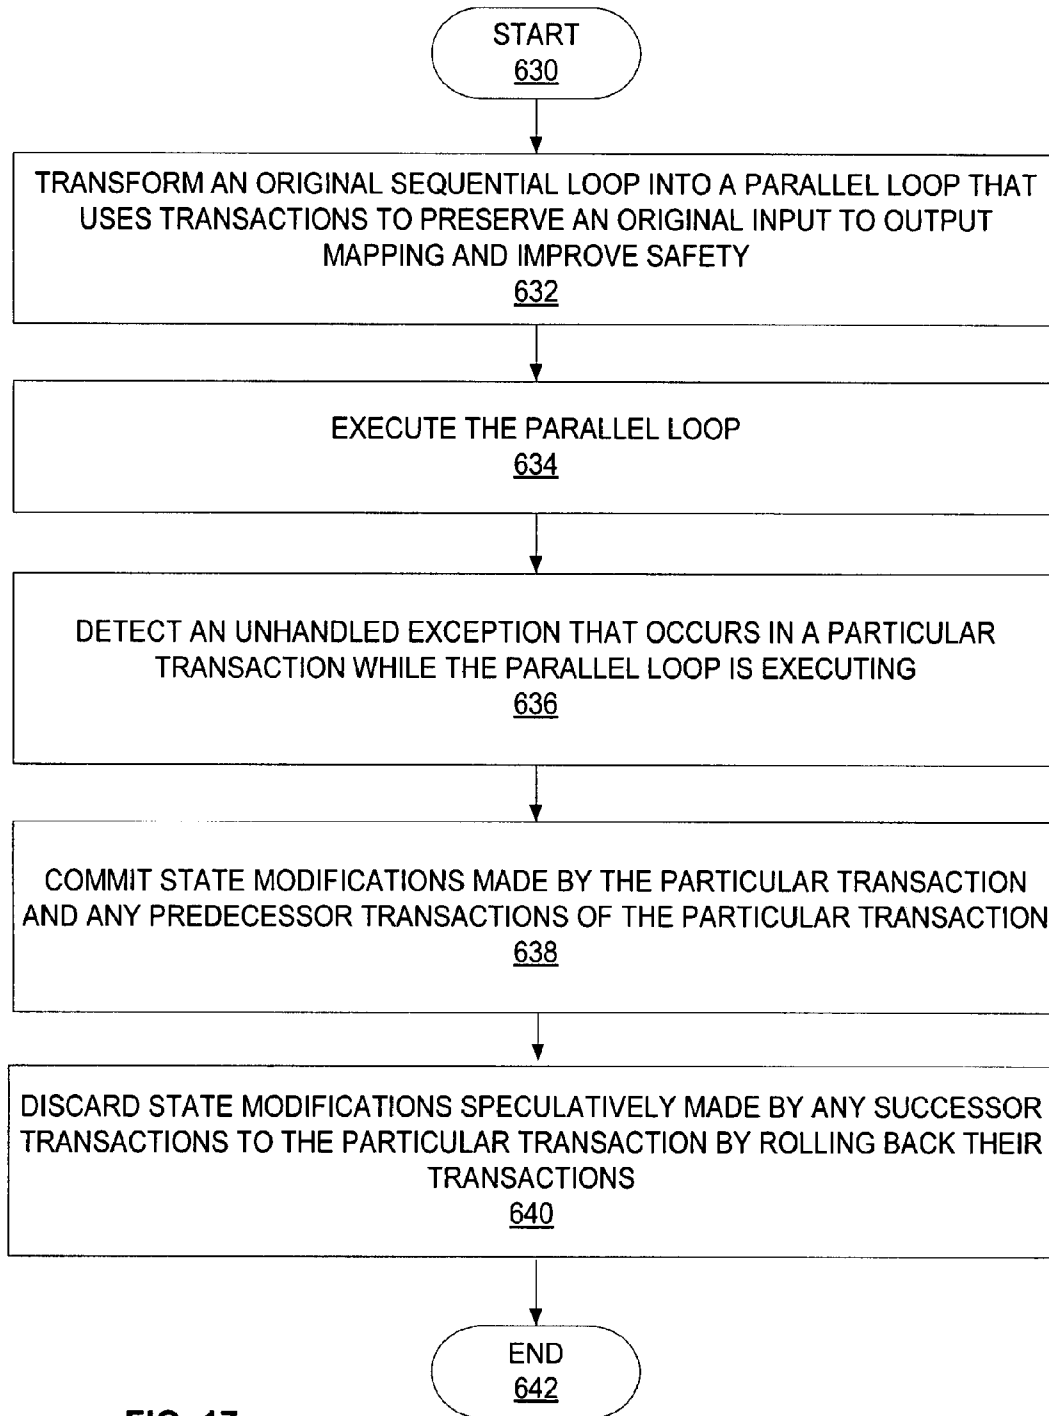 START
630
TRANSFORM AN ORIGINAL SEQUENTIAL LOOP INTO A PARALLEL LOOP THAT
USES TRANSACTIONS TO PRESERVE AN ORIGINAL INPUT TO OUTPUT
MAPPING AND IMPROVE SAFETY
632
EXECUTE THE PARALLEL LOOP
634
DETECT AN UNHANDLED EXCEPTION THAT OCCURS IN A PARTICULAR
TRANSACTION WHILE THE PARALLEL LOOP IS EXECUTING
636
COMMIT STATE MODIFICATIONS MADE BY THE PARTICULAR TRANSACTION
AND ANY PREDECESSOR TRANSACTIONS OF THE PARTICULAR TRANSACTION
638
DISCARD STATE MODIFICATIONS SPECULATIVELY MADE BY ANY SUCCESSOR
TRANSACTIONS TO THE PARTICULAR TRANSACTION BY ROLLING BACK THEIR
TRANSACTIONS
640
END
642
FIG. 17